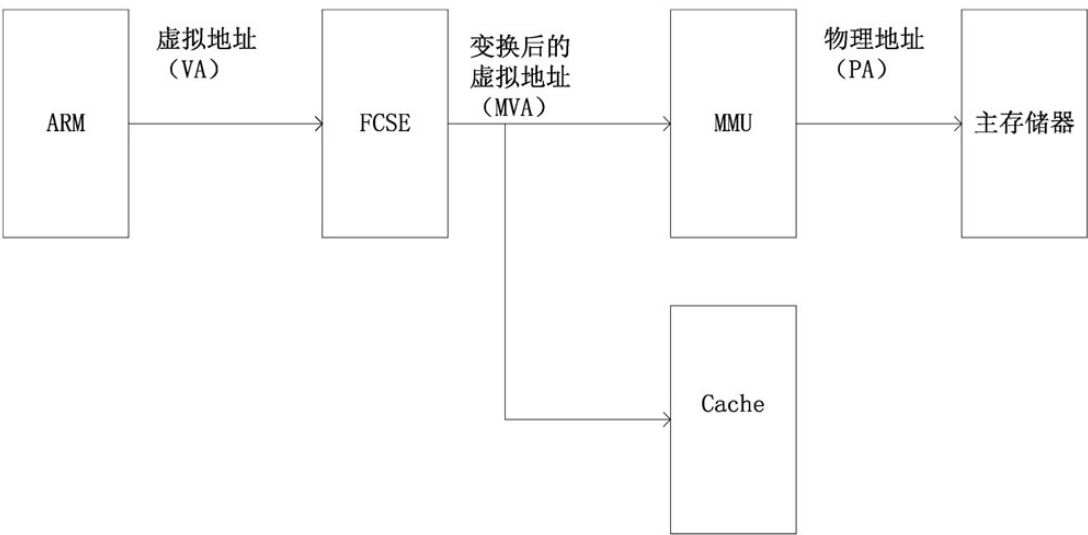 虚拟地址
（VA）
变换后的
虚拟地址
（MVA）
物理地址
（PA）
ARM
FCSE
MMU
主存储器
Cache